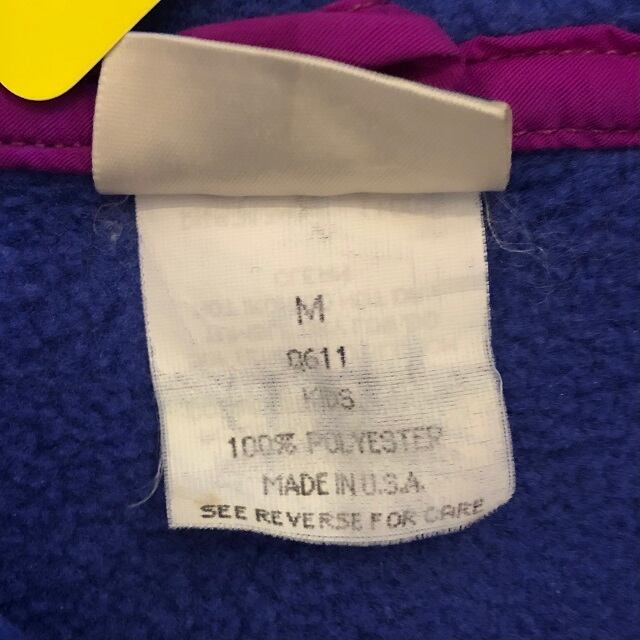 M
0611
KIDS
100% POLYESTER
MADE IN U.S.A.
SEE REVERSE FOR CARE